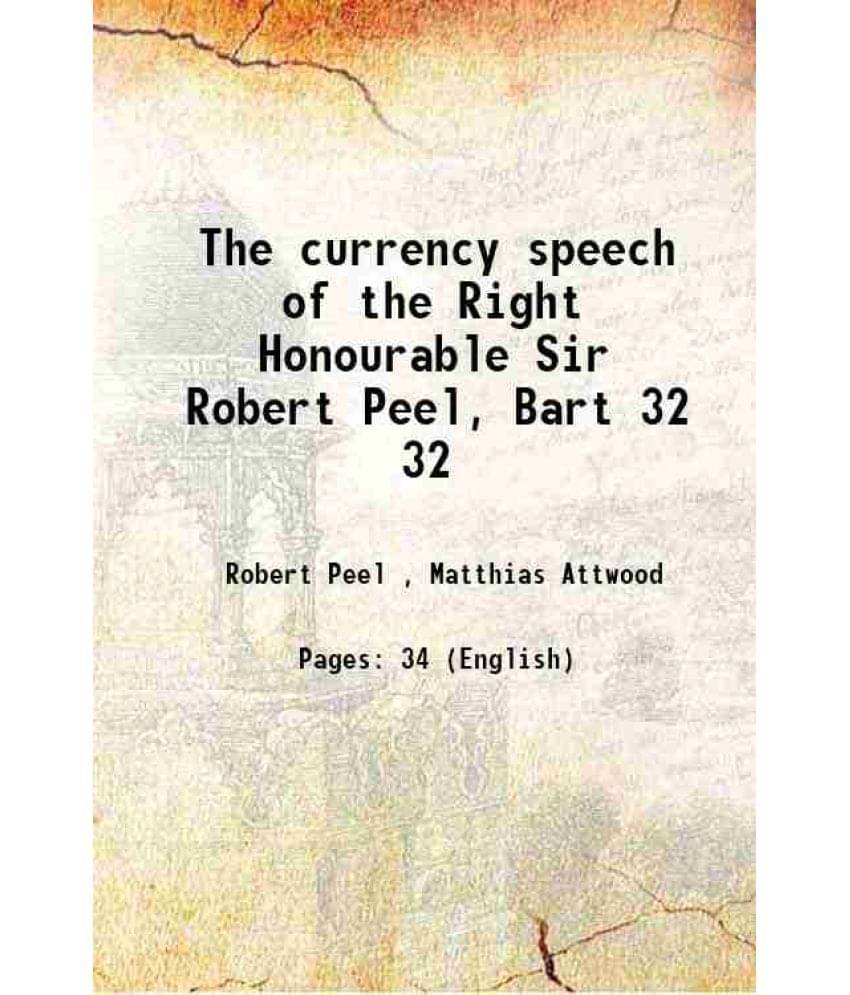 The currency speech
of the Right
Honourable Sir
Robert Peel, Bart 32
32
Robert Peel , Matthias Attwood
Pages: 34 (English)